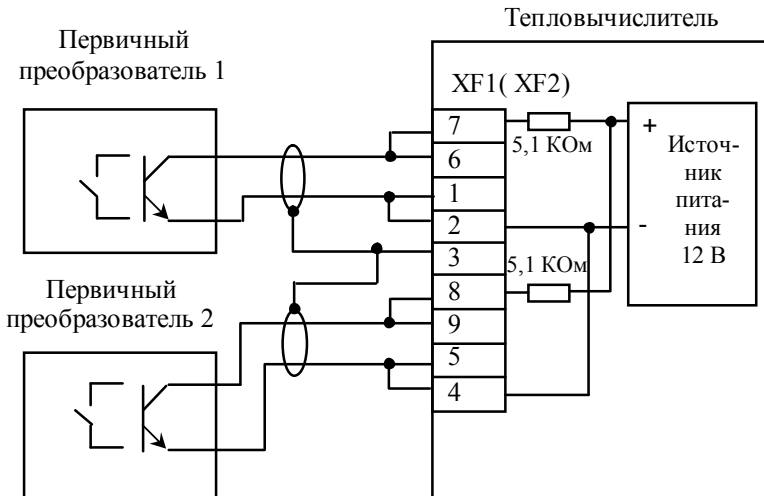 Тепловычислитель
Первичный
преобразователь 1
XF1( XF2)
7
6
1
2
3
8
9
5
4
5,1 КОм
5,1 КОм
+
-
Источ-
ник
пита-
ния
12 В
Первичный
преобразователь 2